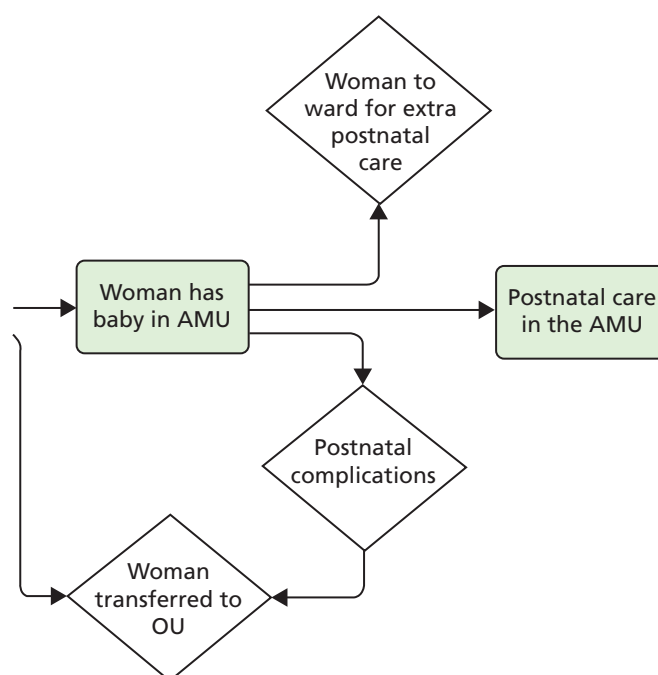 Woman to
ward for extra
postnatal
care
Woman has
baby in AMU
Postnatal care
in the AMU
Postnatal
complications
Woman
transferred to
OU